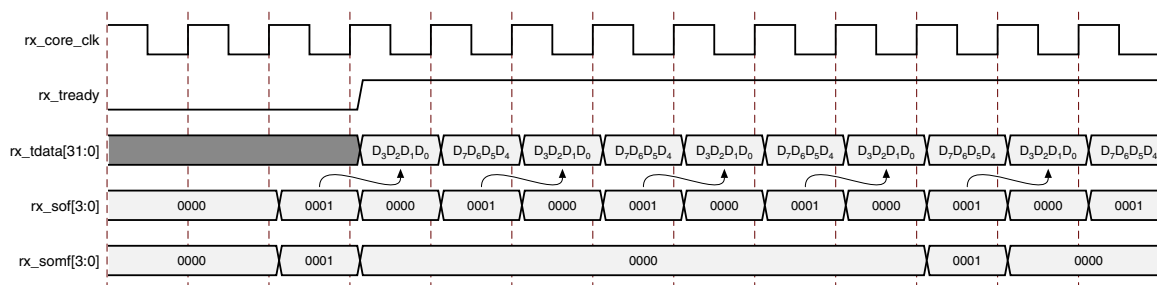 rx_core_clk
rx_tready
rx_tdata[31:0] D₃D₂D₁D₀ D₇D₆D₅D₄ D₃D₂D₁D₀ D₇D₆D₅D₄ D₃D₂D₁D₀ D₇D₆D₅D₄ D₃D₂D₁D₀ D₇D₆D₅D₄ D₃D₂D₁D₀ D₇D₆D₅D₄
rx_sof[3:0] 0000 0001 0000 0001 0000 0001 0000 0001 0000 0001 0000 0001
rx_somf[3:0] 0000 0001 0000 0001 0000